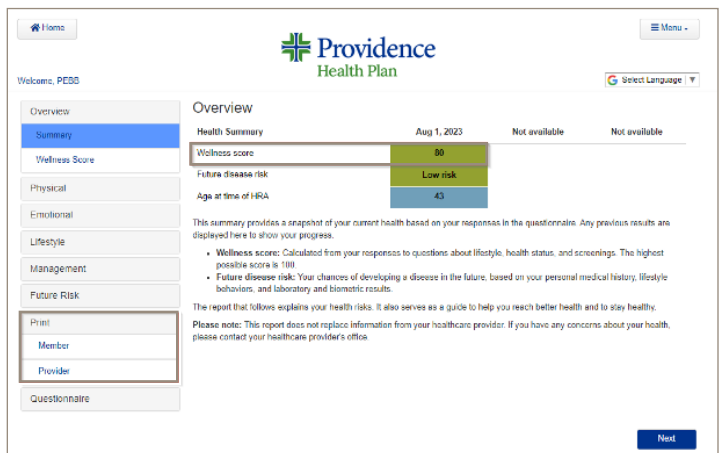 Home
Menu
Providence
Health Plan
Welcome, PEBB
Select Language
Overview
Summary
Wellness Score
Physical
Emotional
Lifestyle
Management
Future Risk
Print
Member
Provider
Questionnaire
Overview
Health Summary Aug 1, 2023 Not available Not available
Wellness score 80
Future disease risk Low risk
Age at time of HRA 43
This summary provides a snapshot of your current health based on your responses in the questionnaire. Any previous results are
displayed here to show your progress.
• Wellness score: Calculated from your responses to questions about lifestyle, health status, and screenings. The highest
possible score is 100.
• Future disease risk: Your chances of developing a disease in the future, based on your personal medical history, lifestyle
behaviors, and laboratory and biometric results.
The report that follows explains your health risks. It also serves as a guide to help you reach better health and to stay healthy.
Please note: This report does not replace information from your healthcare provider. If you have any concerns about your health,
please contact your healthcare provider's office.
Next